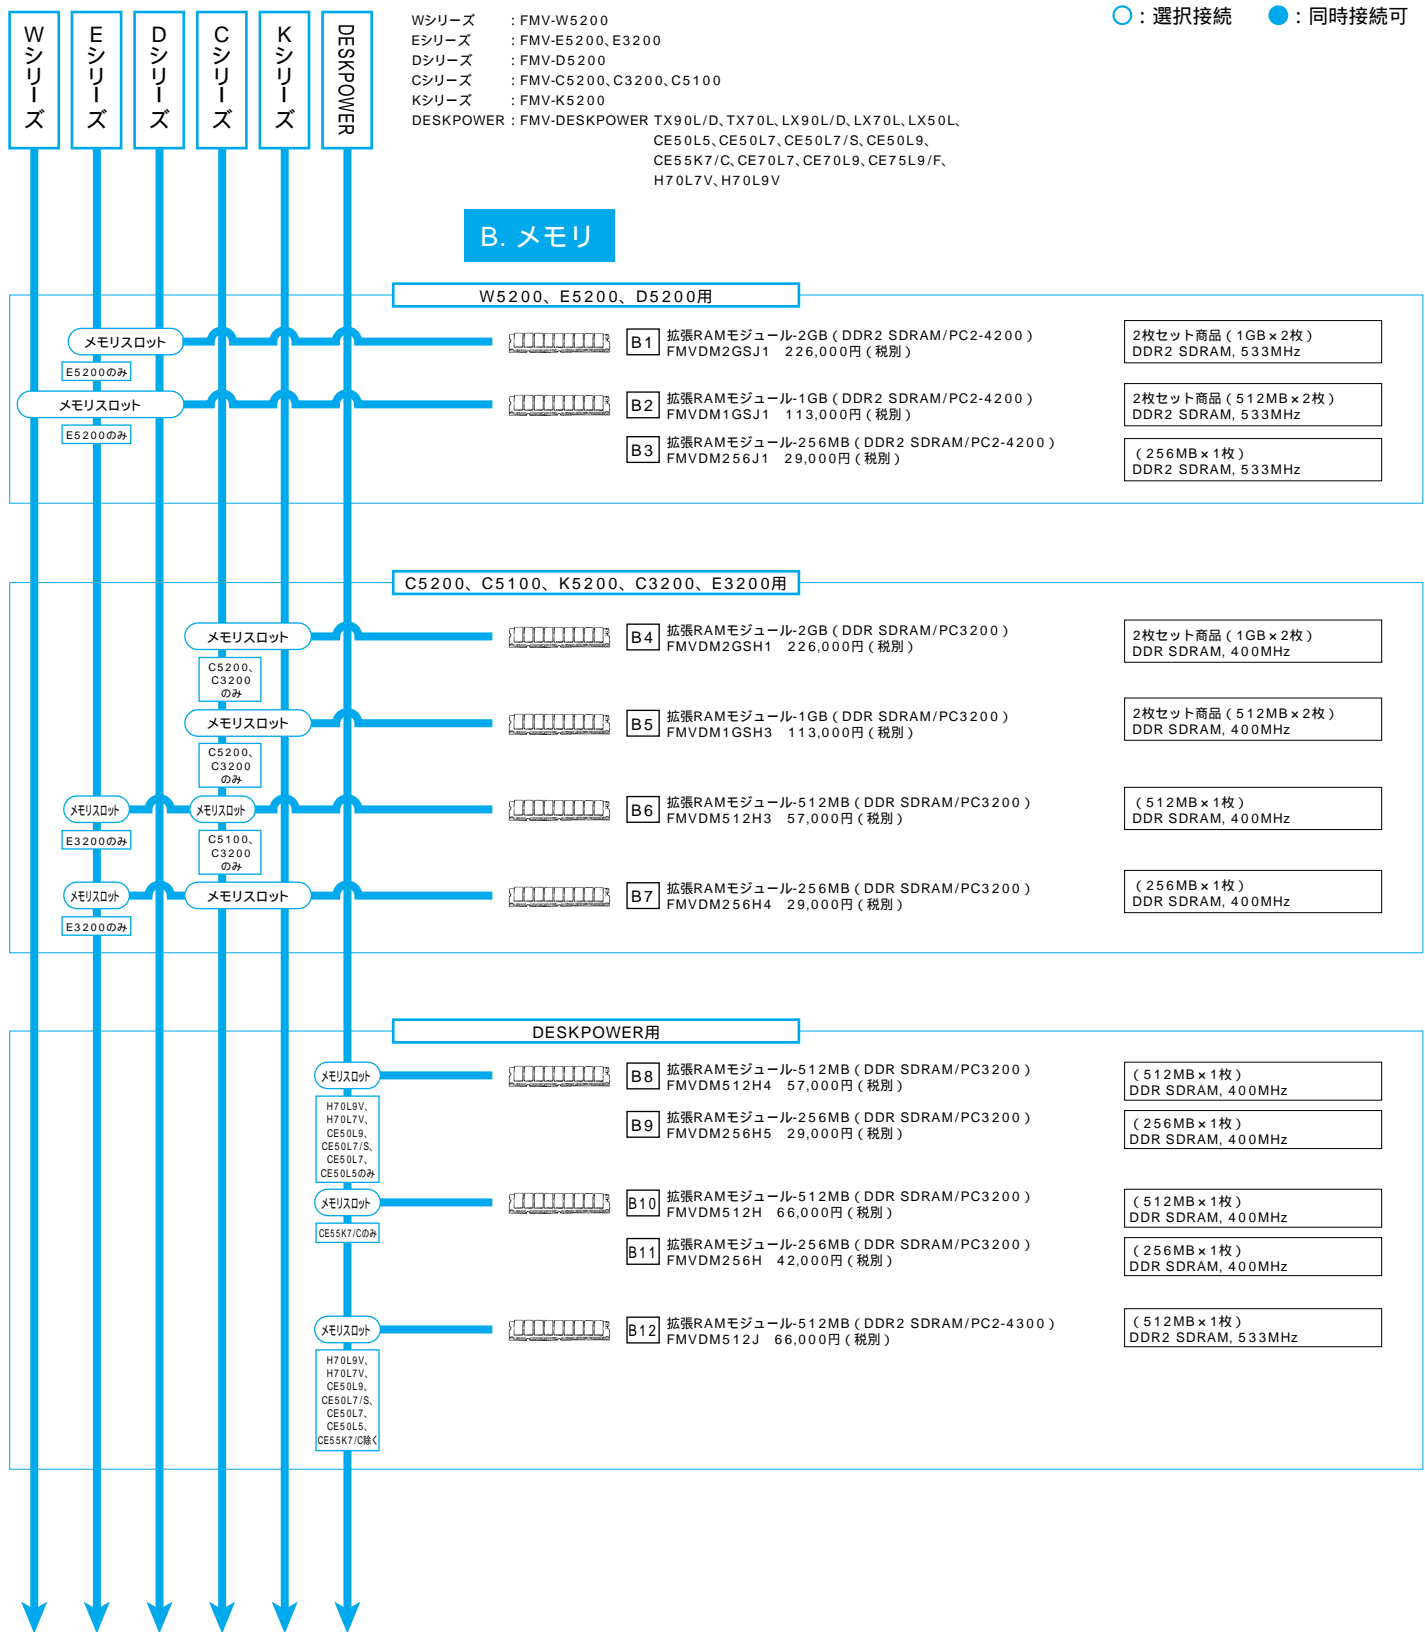 Wシリーズ
Eシリーズ
Dシリーズ
Cシリーズ
Kシリーズ
DESKPOWER
Wシリーズ : FMV-W5200
Eシリーズ : FMV-E5200、E3200
Dシリーズ : FMV-D5200
Cシリーズ : FMV-C5200、C3200、C5100
Kシリーズ : FMV-K5200
DESKPOWER : FMV-DESKPOWER TX90L/D、TX70L、LX90L/D、LX70L、LX50L、
CE50L5、CE50L7、CE50L7/S、CE50L9、
CE55K7/C、CE70L7、CE70L9、CE75L9/F、
H70L7V、H70L9V
：選択接続 ：同時接続可
B. メモリ
W5200、E5200、D5200用
メモリスロット
E5200のみ
B1 拡張RAMモジュール-2GB（DDR2 SDRAM/PC2-4200）
FMVDM2GSJ1 226,000円（税別）
2枚セット商品（1GB×2枚）
DDR2 SDRAM, 533MHz
メモリスロット
E5200のみ
B2 拡張RAMモジュール-1GB（DDR2 SDRAM/PC2-4200）
FMVDM1GSJ1 113,000円（税別）
2枚セット商品（512MB×2枚）
DDR2 SDRAM, 533MHz
B3 拡張RAMモジュール-256MB（DDR2 SDRAM/PC2-4200）
FMVDM256J1 29,000円（税別）
（256MB×1枚）
DDR2 SDRAM, 533MHz
C5200、C5100、K5200、C3200、E3200用
メモリスロット
C5200、
C3200
のみ
B4 拡張RAMモジュール-2GB（DDR SDRAM/PC3200）
FMVDM2GSH1 226,000円（税別）
2枚セット商品（1GB×2枚）
DDR SDRAM, 400MHz
メモリスロット
C5200、
C3200
のみ
B5 拡張RAMモジュール-1GB（DDR SDRAM/PC3200）
FMVDM1GSH3 113,000円（税別）
2枚セット商品（512MB×2枚）
DDR SDRAM, 400MHz
メモリスロット メモリスロット
E3200のみ
C5100、
C3200
のみ
B6 拡張RAMモジュール-512MB（DDR SDRAM/PC3200）
FMVDM512H3 57,000円（税別）
（512MB×1枚）
DDR SDRAM, 400MHz
メモリスロット メモリスロット
E3200のみ
B7 拡張RAMモジュール-256MB（DDR SDRAM/PC3200）
FMVDM256H4 29,000円（税別）
（256MB×1枚）
DDR SDRAM, 400MHz
DESKPOWER用
メモリスロット
H70L9V、
H70L7V、
CE50L9、
CE50L7/S、
CE50L7、
CE50L5のみ
B8 拡張RAMモジュール-512MB（DDR SDRAM/PC3200）
FMVDM512H4 57,000円（税別）
（512MB×1枚）
DDR SDRAM, 400MHz
B9 拡張RAMモジュール-256MB（DDR SDRAM/PC3200）
FMVDM256H5 29,000円（税別）
（256MB×1枚）
DDR SDRAM, 400MHz
メモリスロット
CE55K7/Cのみ
B10 拡張RAMモジュール-512MB（DDR SDRAM/PC3200）
FMVDM512H 66,000円（税別）
（512MB×1枚）
DDR SDRAM, 400MHz
B11 拡張RAMモジュール-256MB（DDR SDRAM/PC3200）
FMVDM256H 42,000円（税別）
（256MB×1枚）
DDR SDRAM, 400MHz
メモリスロット
H70L9V、
H70L7V、
CE50L9、
CE50L7/S、
CE50L7、
CE50L5、
CE55K7/C除く
B12 拡張RAMモジュール-512MB（DDR2 SDRAM/PC2-4300）
FMVDM512J 66,000円（税別）
（512MB×1枚）
DDR2 SDRAM, 533MHz